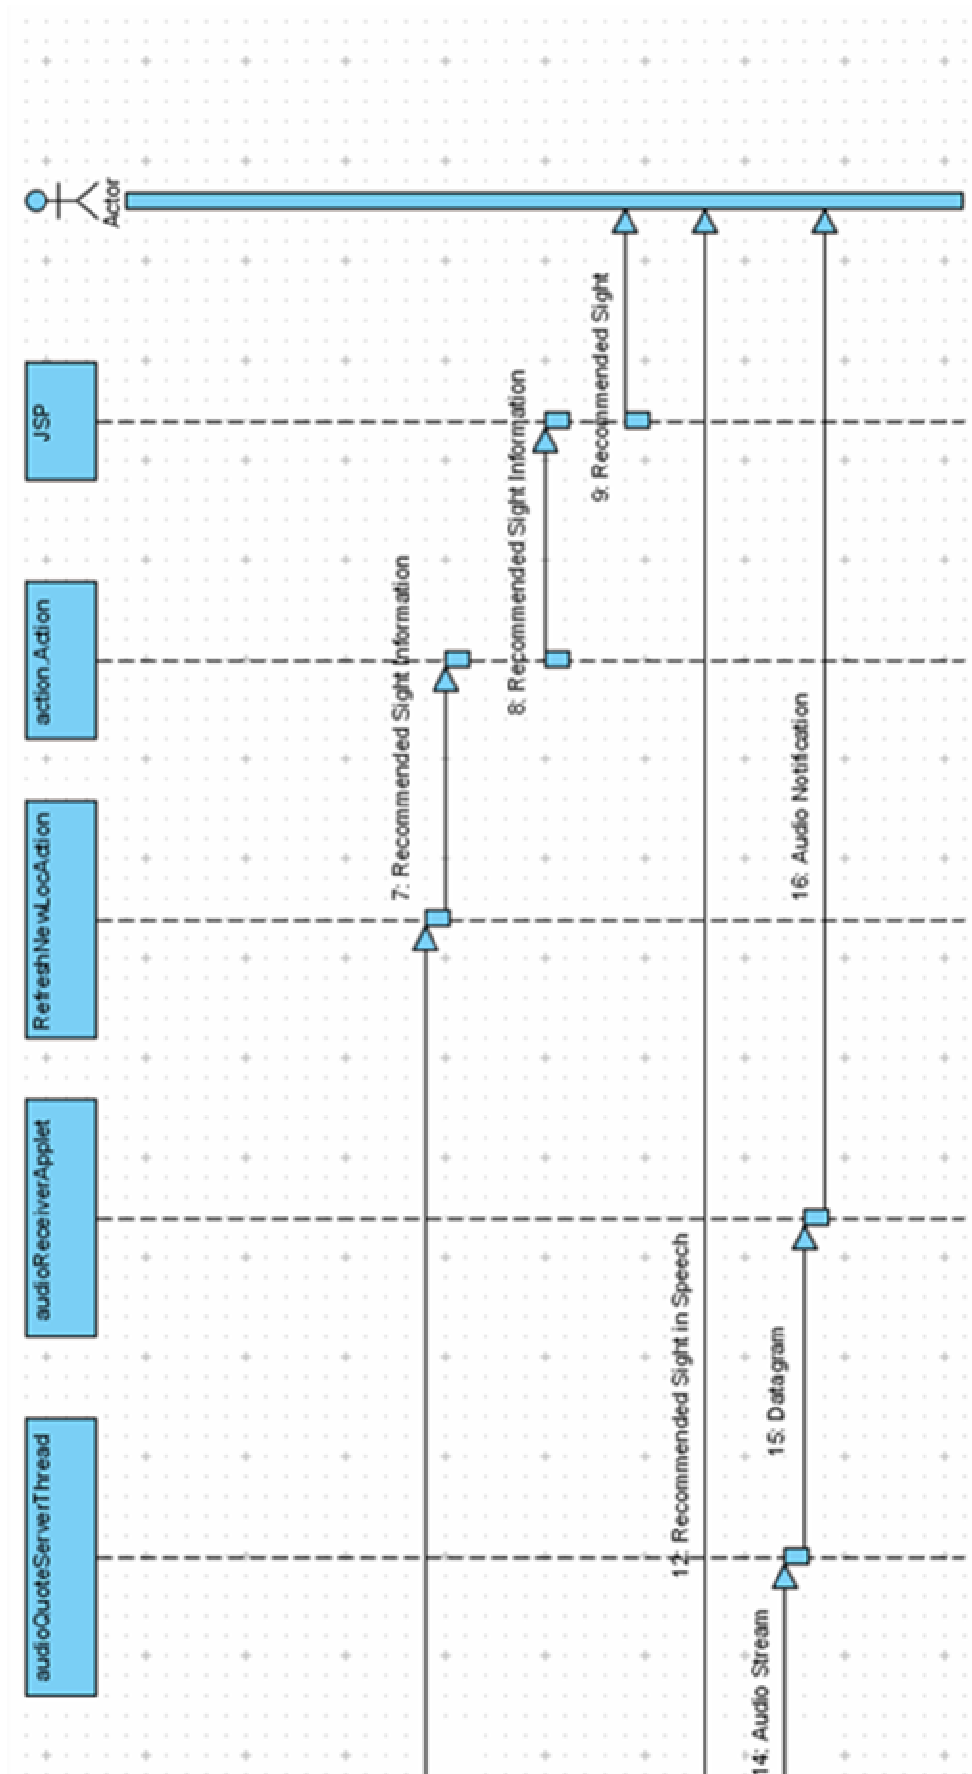 audioQuoteServerThread
audioReceiverApplet
RefreshNewLocAction
action.Action
JSP
Actor
7: Recommended Sight Information
8: Recommended Sight Information
9: Recommended Sight
12: Recommended Sight in Speech
14: Audio Stream
15: Datagram
16: Audio Notification